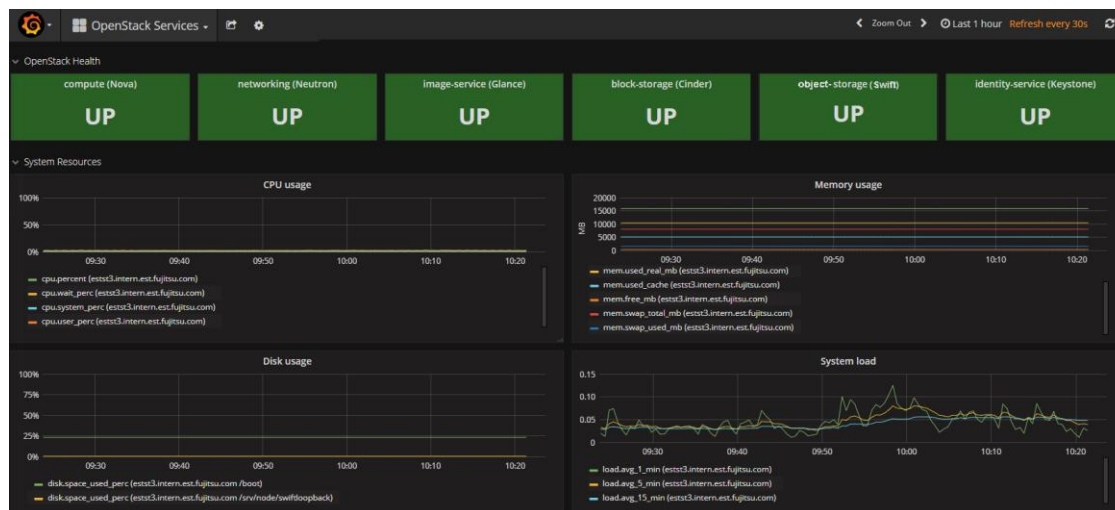 OpenStack Services
Zoom Out
Last 1 hour Refresh every 30s
OpenStack Health
compute (Nova)
UP
networking (Neutron)
UP
image-service (Glance)
UP
block-storage (Cinder)
UP
object-storage (Swift)
UP
identity-service (Keystone)
UP
System Resources
CPU usage
100%
50%
0%
09:30 09:40 09:50 10:00 10:10 10:20
cpu.percent (estst3.intern.est.fujitsu.com)
cpu.wait_perc (estst3.intern.est.fujitsu.com)
cpu.system_perc (estst3.intern.est.fujitsu.com)
cpu.user_perc (estst3.intern.est.fujitsu.com)
Memory usage
MB
20000
15000
10000
5000
0
09:30 09:40 09:50 10:00 10:10 10:20
mem.used_real_mb (estst3.intern.est.fujitsu.com)
mem.used_cache (estst3.intern.est.fujitsu.com)
mem.free_mb (estst3.intern.est.fujitsu.com)
mem.swap_total_mb (estst3.intern.est.fujitsu.com)
mem.swap_used_mb (estst3.intern.est.fujitsu.com)
Disk usage
100%
75%
50%
25%
0%
09:30 09:40 09:50 10:00 10:10 10:20
disk.space_used_perc (estst3.intern.est.fujitsu.com /boot)
disk.space_used_perc (estst3.intern.est.fujitsu.com /srv/node/swiftloopback)
System load
0.15
0.10
0.05
0
09:30 09:40 09:50 10:00 10:10 10:20
load.avg_1_min (estst3.intern.est.fujitsu.com)
load.avg_5_min (estst3.intern.est.fujitsu.com)
load.avg_15_min (estst3.intern.est.fujitsu.com)